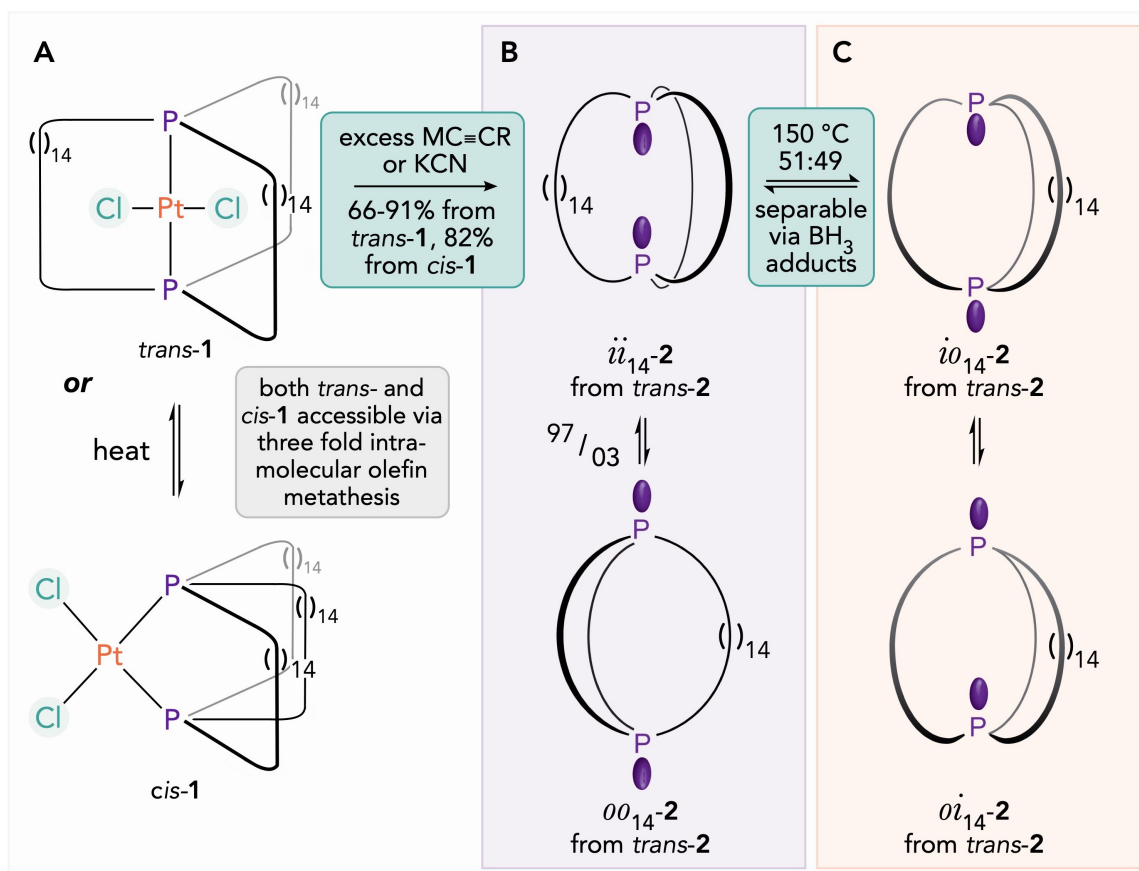 A
P
( )14
( )14
Cl
Pt
Cl
( )14
P
trans-1
or
heat
both trans- and
cis-1 accessible via
three fold intra-
molecular olefin
metathesis
Cl
Pt
Cl
P
( )14
( )14
( )14
P
cis-1
excess MC≡CR
or KCN
66-91% from
trans-1, 82%
from cis-1
B
P
( )14
P
ii14-2
from trans-2
97/03
P
( )14
P
oo14-2
from trans-2
150 °C
51:49
separable
via BH3
adducts
C
P
( )14
P
io14-2
from trans-2
P
( )14
P
oi14-2
from trans-2